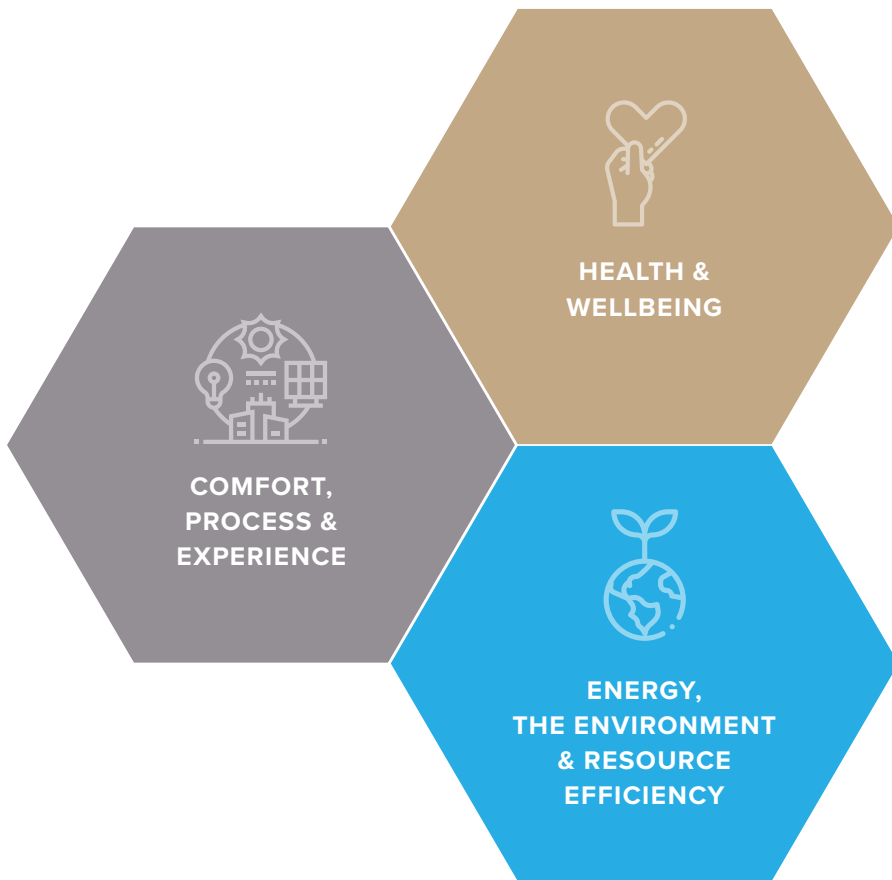 HEALTH &
WELLBEING
COMFORT,
PROCESS &
EXPERIENCE
ENERGY,
THE ENVIRONMENT
& RESOURCE
EFFICIENCY